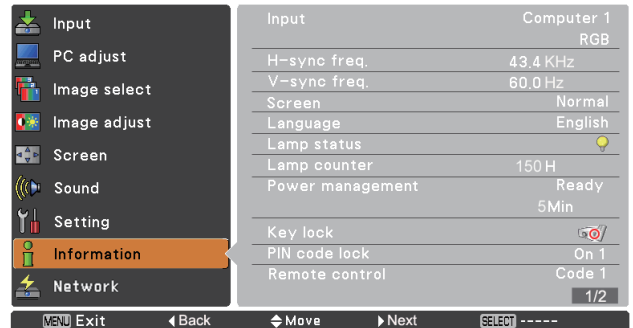 Input
PC adjust
Image select
Image adjust
Screen
Sound
Setting
Information
Network
Input Computer 1
RGB
H-sync freq. 43.4 KHz
V-sync freq. 60.0 Hz
Screen Normal
Language English
Lamp status
Lamp counter 150 H
Power management Ready
5Min
Key lock
PIN code lock On 1
Remote control Code 1
1/2
MENU Exit Back Move Next SELECT -----